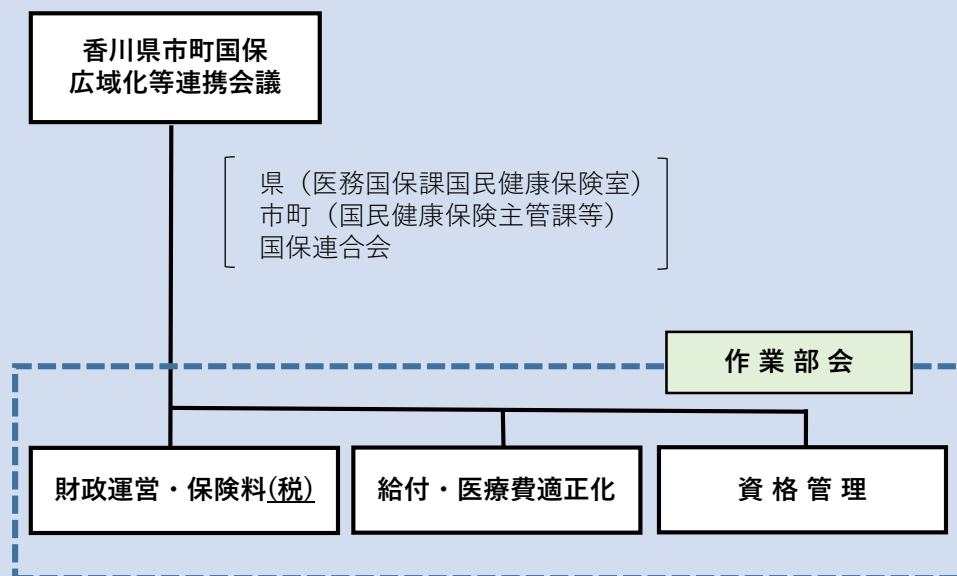 香川県市町国保
広域化等連携会議
県（医務国保課国民健康保険室）
市町（国民健康保険主管課等）
国保連合会
作業部会
財政運営・保険料(税)
給付・医療費適正化
資格管理